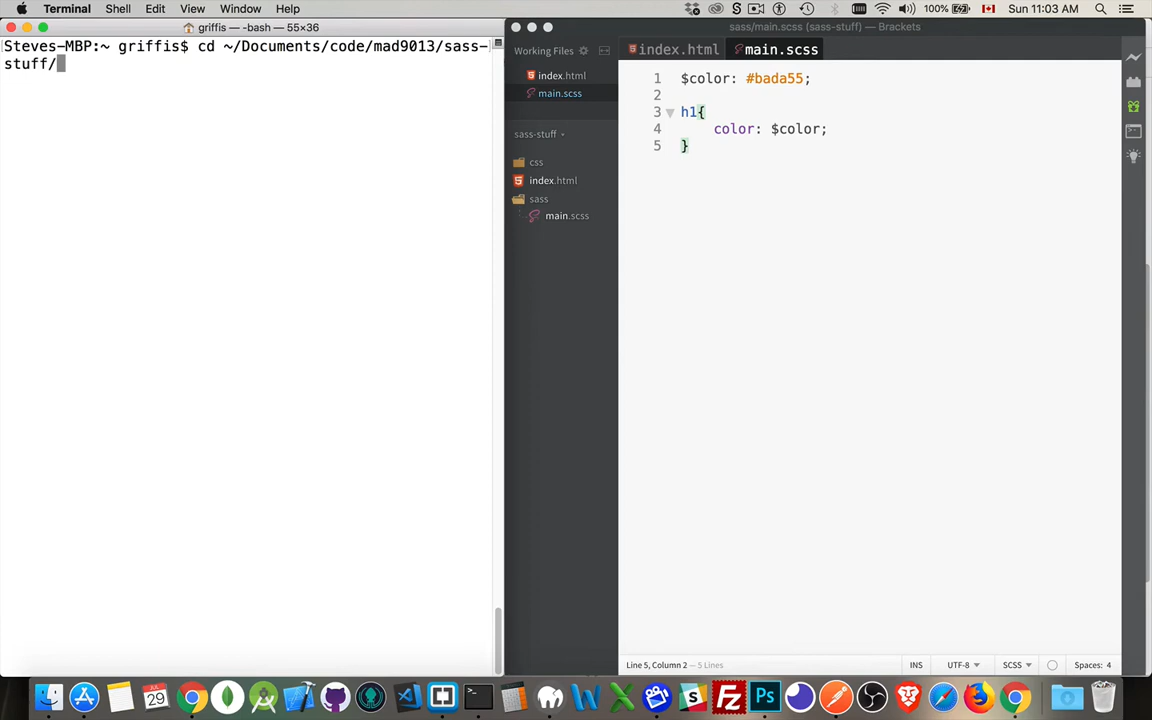 Terminal Shell Edit View Window Help 100% Sun 11:03 AM
griffis — -bash — 55×36
Steves-MBP:~ griffis$ cd ~/Documents/code/mad9013/sass-
stuff/
sass/main.scss (sass-stuff) — Brackets
Working Files
index.html
main.scss
sass-stuff
css
index.html
sass
main.scss
index.html main.scss
1 $color: #bada55;
2
3 h1{
4 color: $color;
5 }
Line 5, Column 2 — 5 Lines INS UTF-8 SCSS Spaces: 4
JUL
29